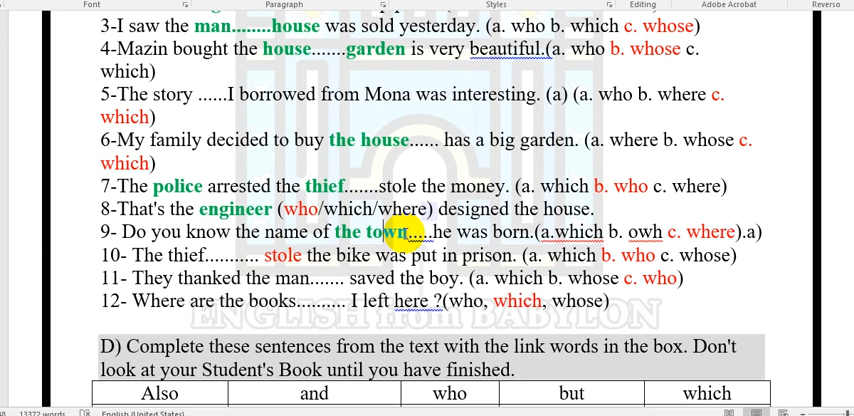 Font Paragraph Styles Editing Adobe Acrobat Reverso
3-I saw the man........house was sold yesterday. (a. who b. which c. whose)
4-Mazin bought the house.......garden is very beautiful.(a. who b. whose c.
which)
5-The story ......I borrowed from Mona was interesting. (a) (a. who b. where c.
which)
6-My family decided to buy the house...... has a big garden. (a. where b. whose c.
which)
7-The police arrested the thief.......stole the money. (a. which b. who c. where)
8-That's the engineer (who/which/where) designed the house.
9- Do you know the name of the town.....he was born.(a.which b. owh c. where).a)
10- The thief........... stole the bike was put in prison. (a. which b. who c. whose)
11- They thanked the man....... saved the boy. (a. which b. whose c. who)
12- Where are the books.......... I left here ?(who, which, whose)
ENGLISH from BABYLON
D) Complete these sentences from the text with the link words in the box. Don't
look at your Student's Book until you have finished.
Also and who but which
13372 words English (United States)